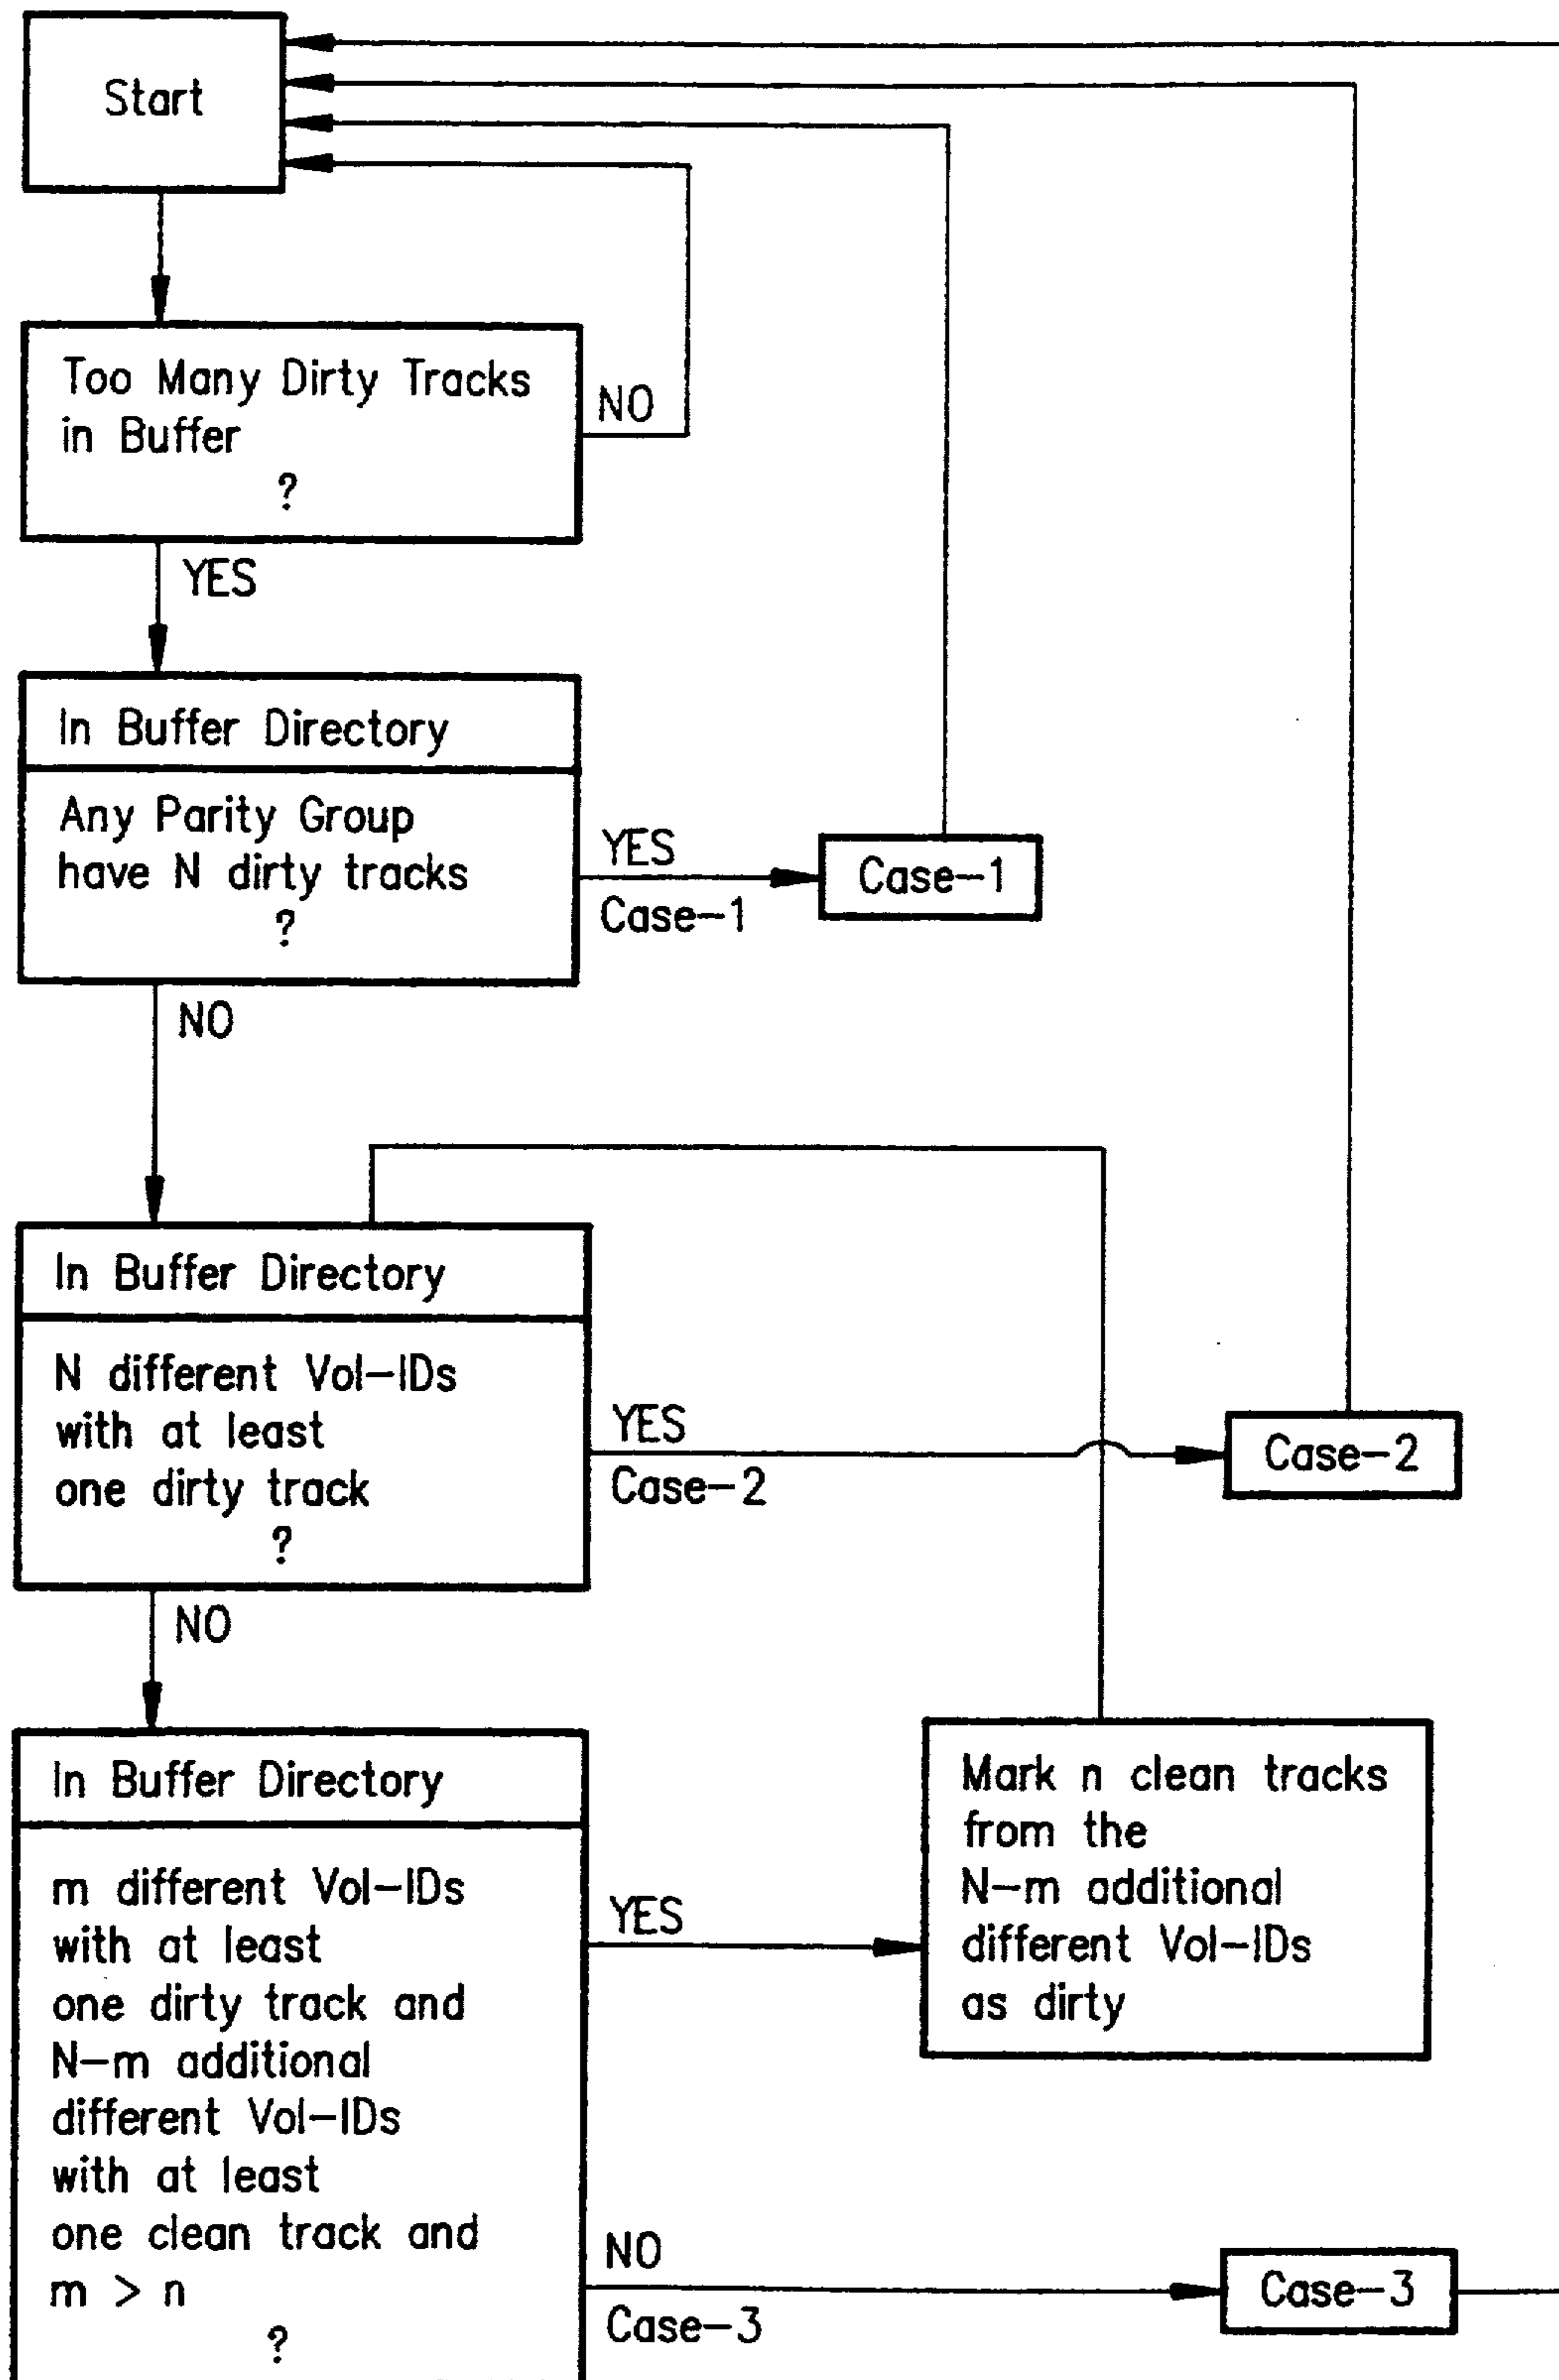 Start
Too Many Dirty Tracks
in Buffer
?
NO
YES
In Buffer Directory
Any Parity Group
have N dirty tracks
?
YES
Case-1
Case-1
NO
In Buffer Directory
N different Vol-IDs
with at least
one dirty track
?
YES
Case-2
Case-2
NO
In Buffer Directory
m different Vol-IDs
with at least
one dirty track and
N-m additional
different Vol-IDs
with at least
one clean track and
m > n
?
YES
Mark n clean tracks
from the
N-m additional
different Vol-IDs
as dirty
NO
Case-3
Case-3